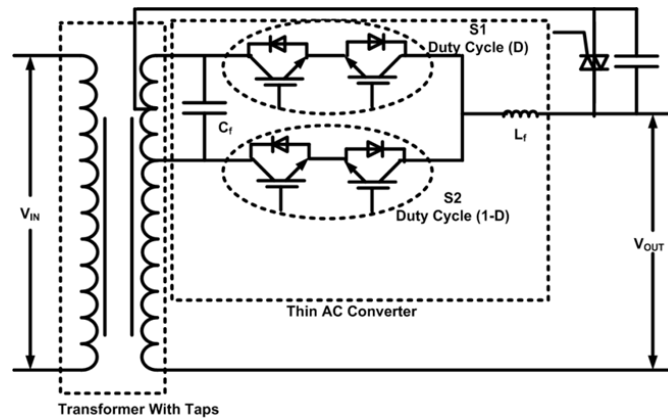 S1
Duty Cycle (D)
Cf
Lf
VIN
S2
Duty Cycle (1-D)
VOUT
Thin AC Converter
Transformer With Taps